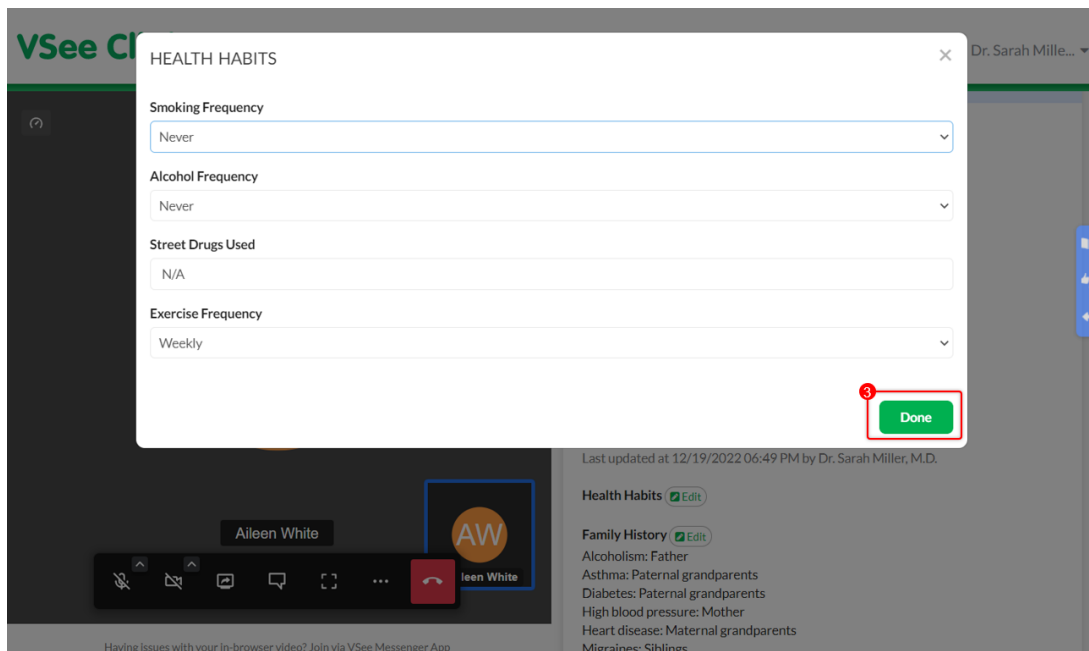 VSee Cl
Dr. Sarah Mille...
HEALTH HABITS
Smoking Frequency
Never
Alcohol Frequency
Never
Street Drugs Used
N/A
Exercise Frequency
Weekly
3
Done
Last updated at 12/19/2022 06:49 PM by Dr. Sarah Miller, M.D.
Health Habits Edit
Family History Edit
Alcoholism: Father
Asthma: Paternal grandparents
Diabetes: Paternal grandparents
High blood pressure: Mother
Heart disease: Maternal grandparents
Migraines: Siblings
Aileen White
AW
leen White
Having issues with your in-browser video? Join via VSee Messenger App